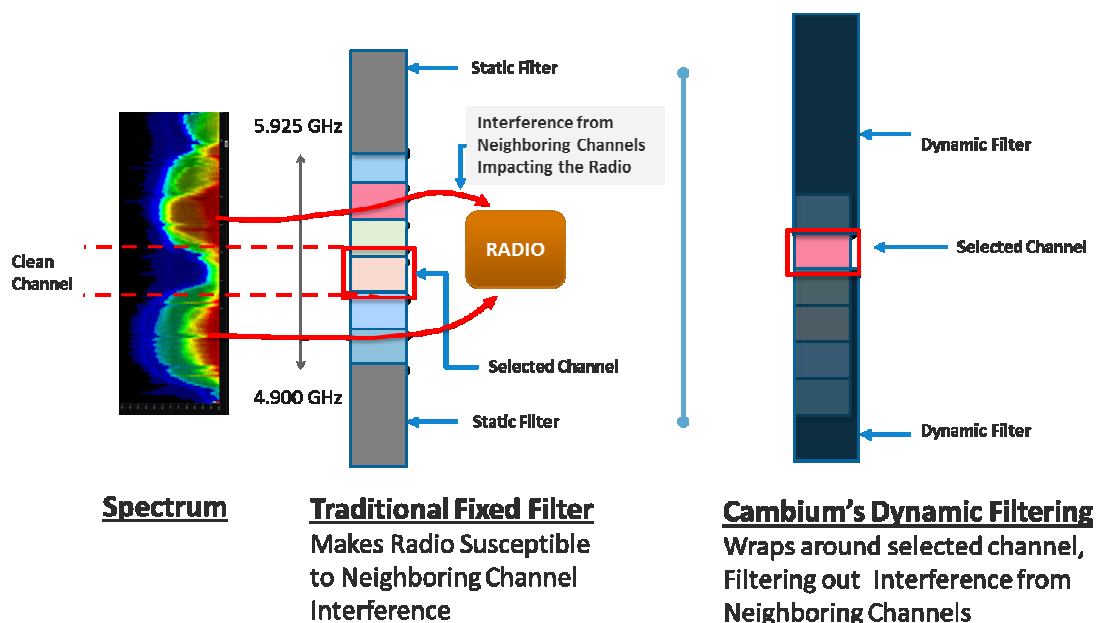 Static Filter
5.925 GHz
Interference from
Neighboring Channels
Impacting the Radio
Clean
Channel
RADIO
Selected Channel
4.900 GHz
Static Filter
Dynamic Filter
Selected Channel
Dynamic Filter
Spectrum
Traditional Fixed Filter
Makes Radio Susceptible
to Neighboring Channel
Interference
Cambium’s Dynamic Filtering
Wraps around selected channel,
Filtering out  Interference from
Neighboring Channels